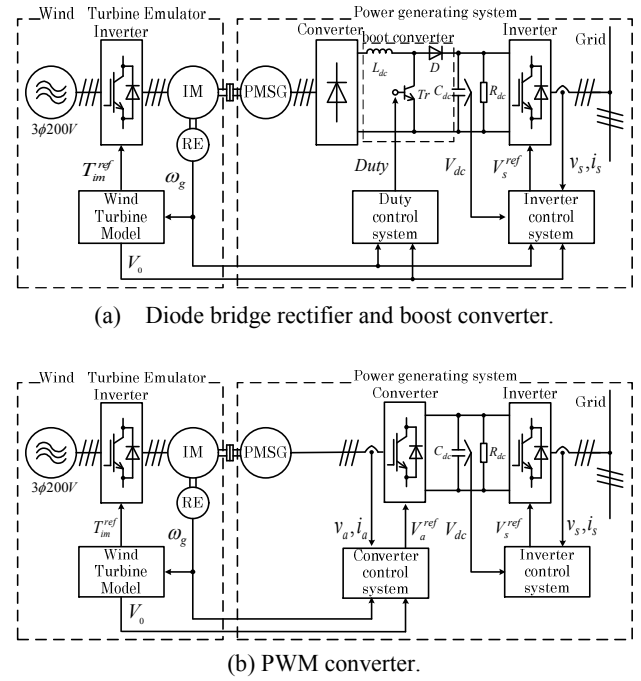 Power generating system
Wind Turbine Emulator
Inverter
Converter
boot converter
Inverter
Grid
L_dc
D
3ϕ200V
IM
PMSG
Tr
C_dc
R_dc
RE
T_im^ref
ω_g
Duty
V_dc
V_s^ref
v_s, i_s
Wind
Turbine
Model
Duty
control
system
Inverter
control
system
V_0
(a) Diode bridge rectifier and boost converter.
Wind Turbine Emulator
Inverter
Power generating system
Converter
Inverter
Grid
3ϕ200V
IM
PMSG
C_dc
R_dc
RE
T_im^ref
ω_g
v_a, i_a
V_a^ref
V_dc
V_s^ref
v_s, i_s
Wind
Turbine
Model
Converter
control
system
Inverter
control
system
V_0
(b) PWM converter.